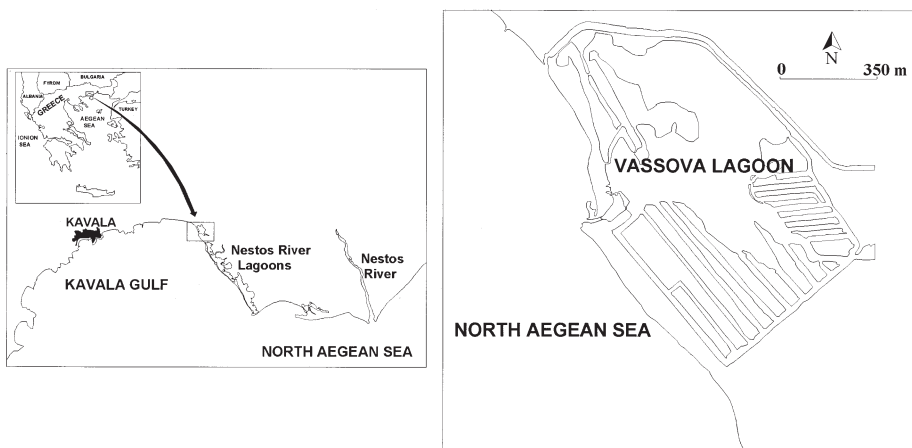 BULGARIA
FYROM
ALBANIA
GREECE
TURKEY
AEGEAN
SEA
IONION
SEA
KAVALA
KAVALA GULF
Nestos River
Lagoons
Nestos
River
NORTH AEGEAN SEA
N
0 350 m
VASSOVA LAGOON
NORTH AEGEAN SEA